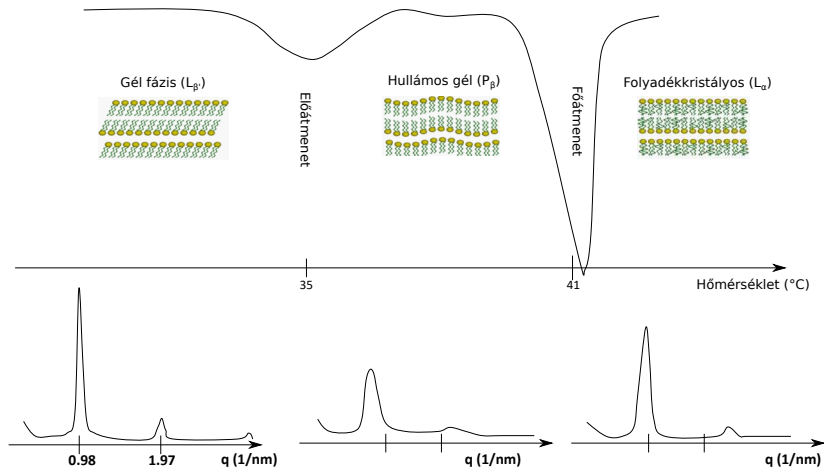 Gél fázis (Lβ')
Hullámos gél (Pβ)
Folyadékkristályos (Lα)
Előátmenet
Főátmenet
35
41
Hőmérséklet (°C)
0.98
1.97
q (1/nm)
q (1/nm)
q (1/nm)